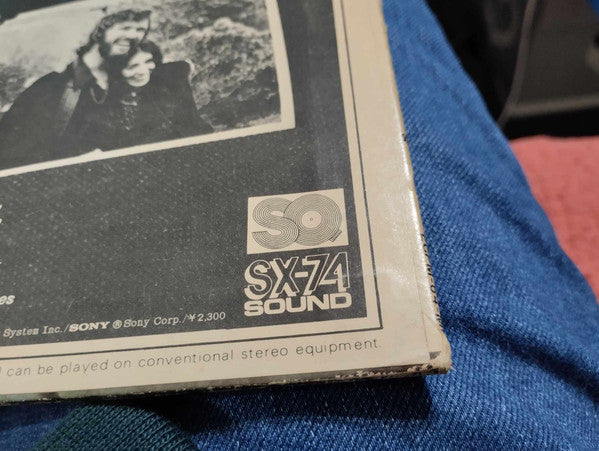 SQ
SX-74
SOUND
es
System Inc./SONY ® Sony Corp./¥2,300
can be played on conventional stereo equipment.